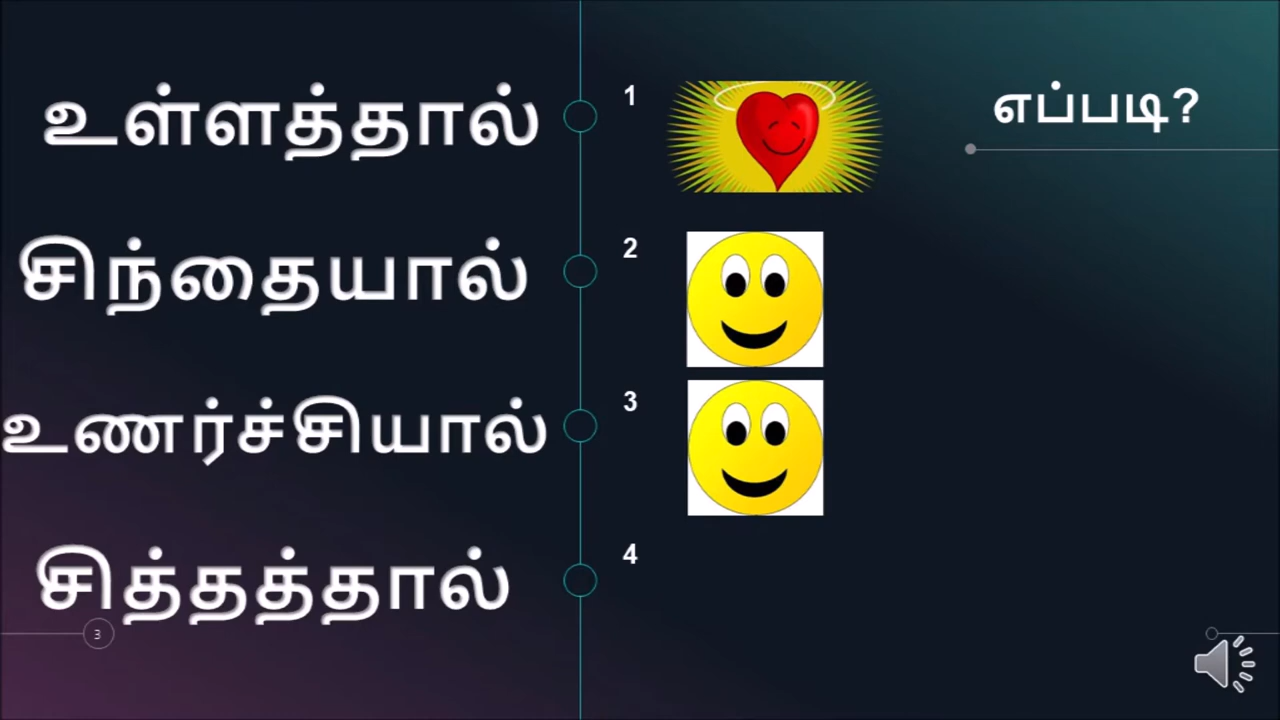 எப்படி?
உள்ளத்தால்
1
சிந்தையால்
2
உணர்ச்சியால்
3
சித்தத்தால்
4
3